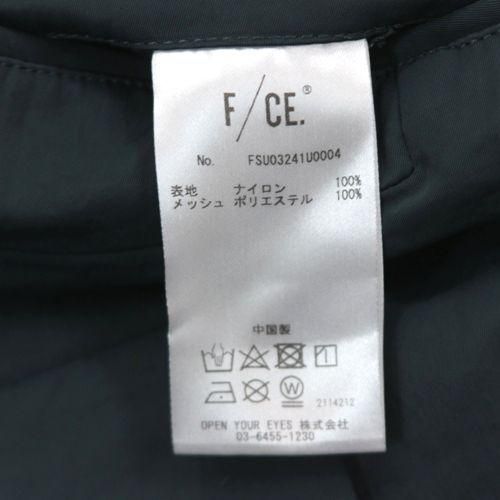 F/CE.®
No. FSU03241U0004
表地 ナイロン 100%
メッシュ ポリエステル 100%
中国製
W
2114212
OPEN YOUR EYES 株式会社
03-6455-1230